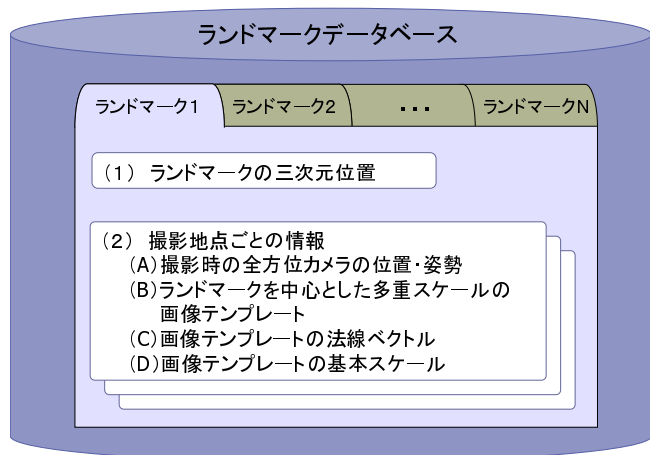 ランドマークデータベース
ランドマーク1
ランドマーク2
・・・
ランドマークN
(1) ランドマークの三次元位置
(2) 撮影地点ごとの情報
(A)撮影時の全方位カメラの位置・姿勢
(B)ランドマークを中心とした多重スケールの
画像テンプレート
(C)画像テンプレートの法線ベクトル
(D)画像テンプレートの基本スケール